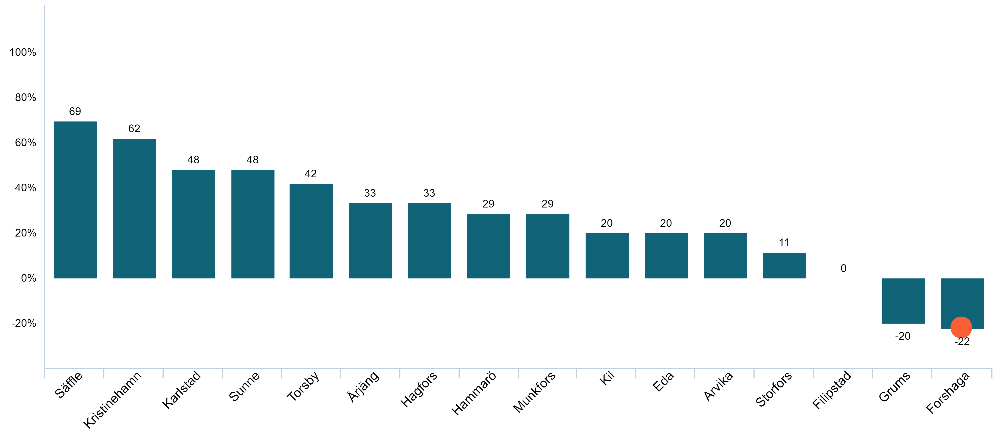 100%
80%
60%
40%
20%
0%
-20%
69
62
48
48
42
33
33
29
29
20
20
20
11
0
-20
-22
Säffle
Kristinehamn
Karlstad
Sunne
Torsby
Årjäng
Hagfors
Hammarö
Munkfors
Kil
Eda
Arvika
Storfors
Filipstad
Grums
Forshaga